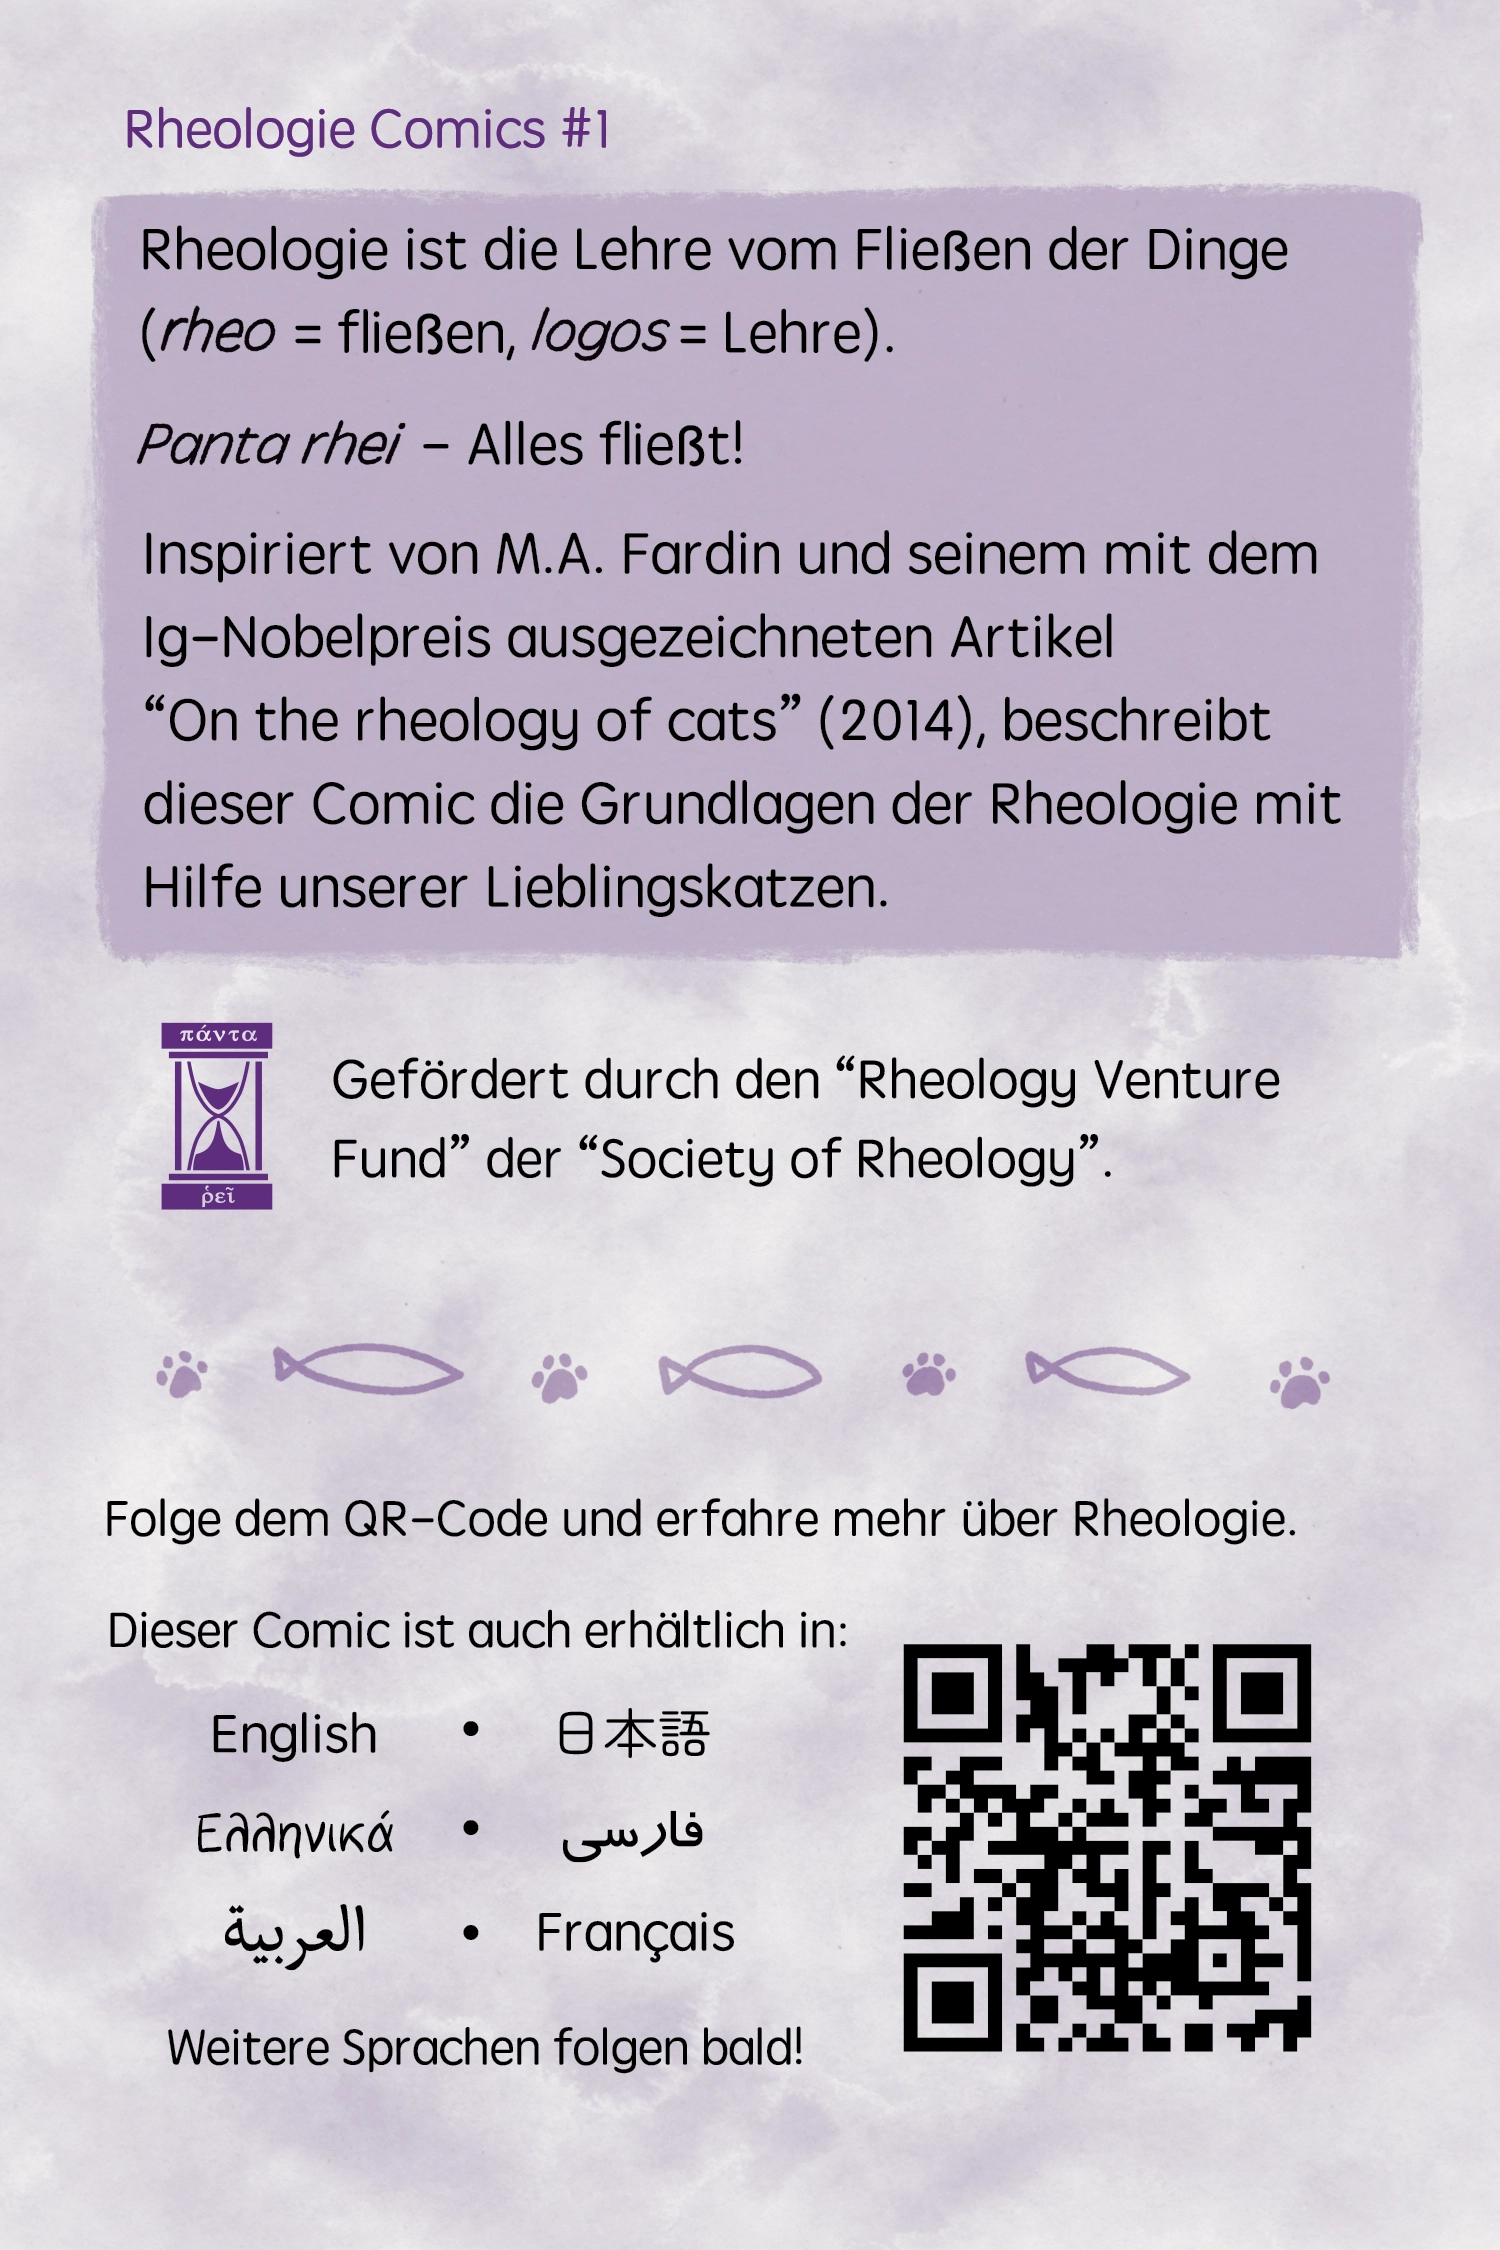 Rheologie Comics #1
Rheologie ist die Lehre vom Fließen der Dinge
(rheo = fließen, logos = Lehre).
Panta rhei – Alles fließt!
Inspiriert von M.A. Fardin und seinem mit dem
Ig-Nobelpreis ausgezeichneten Artikel
“On the rheology of cats” (2014), beschreibt
dieser Comic die Grundlagen der Rheologie mit
Hilfe unserer Lieblingskatzen.
πάντα
ῥεῖ
Gefördert durch den “Rheology Venture
Fund” der “Society of Rheology”.
Folge dem QR-Code und erfahre mehr über Rheologie.
Dieser Comic ist auch erhältlich in:
English • 日本語
Ελληνικά • فارسی
العربية • Français
Weitere Sprachen folgen bald!